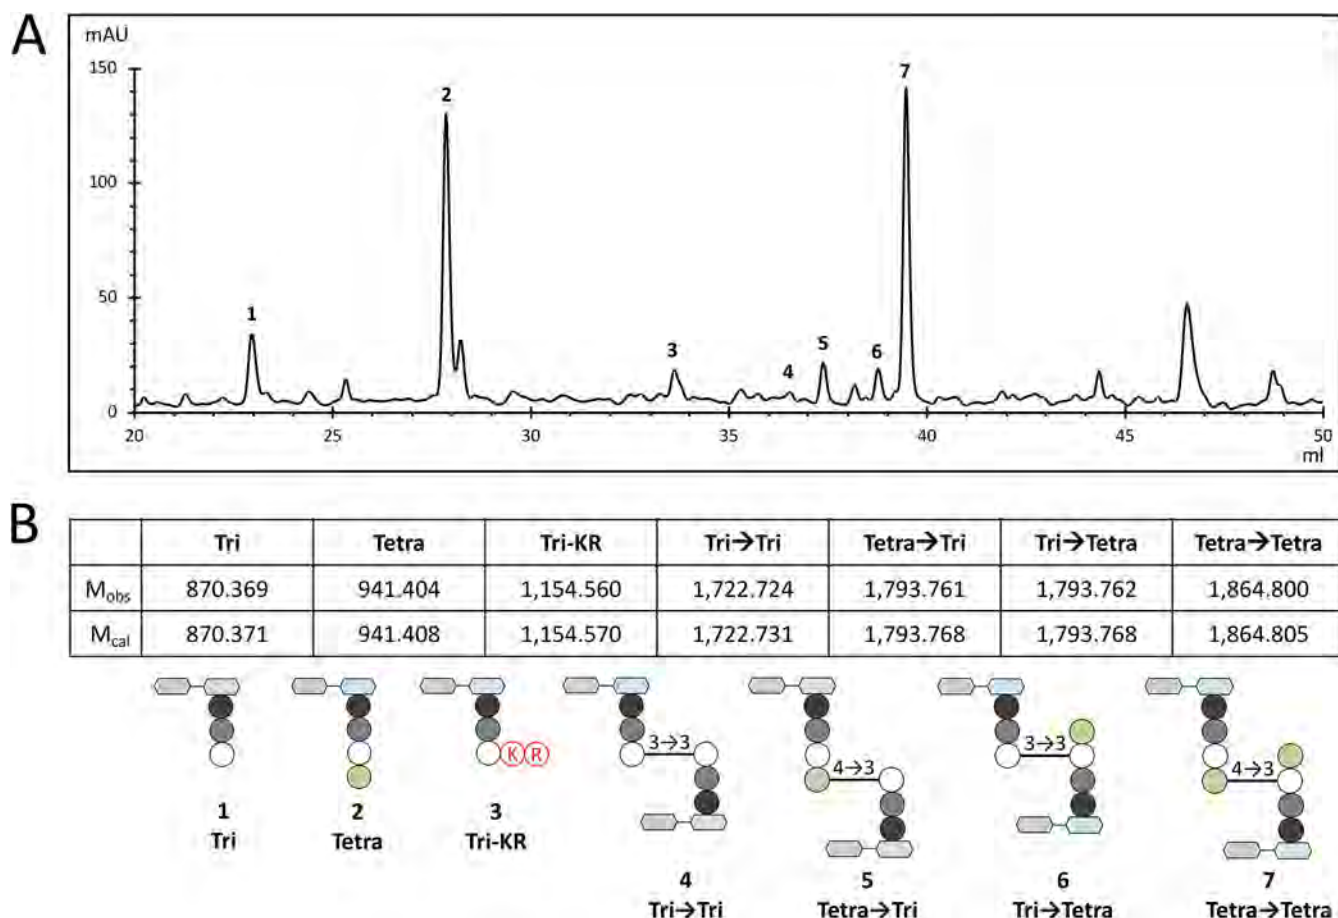 A
mAU
150
100
50
0
1
2
3
4
5
6
7
20
25
30
35
40
45
50
ml
B
Tri Tetra Tri-KR Tri→Tri Tetra→Tri Tri→Tetra Tetra→Tetra
Mobs 870.369 941.404 1,154.560 1,722.724 1,793.761 1,793.762 1,864.800
Mcal 870.371 941.408 1,154.570 1,722.731 1,793.768 1,793.768 1,864.805
K R
3→3
4→3
3→3
4→3
1
Tri
2
Tetra
3
Tri-KR
4
Tri→Tri
5
Tetra→Tri
6
Tri→Tetra
7
Tetra→Tetra